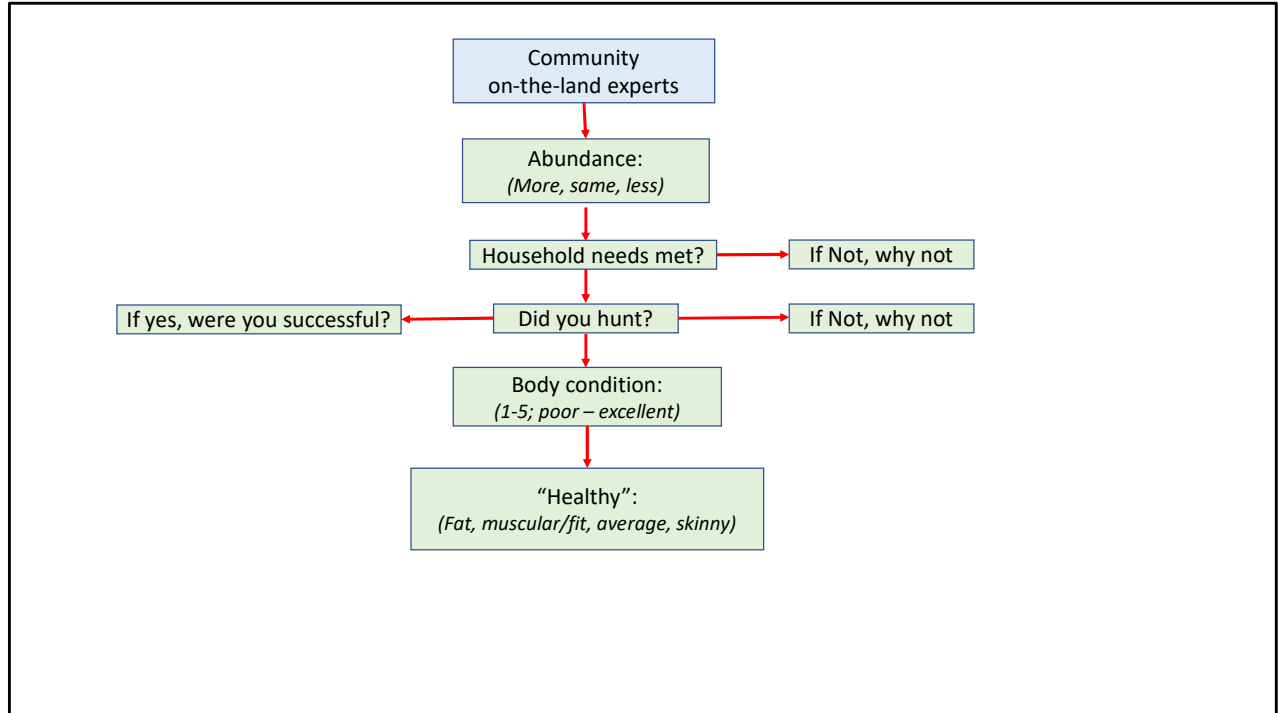 Community
on-the-land experts
Abundance:
(More, same, less)
Household needs met?
If Not, why not
If yes, were you successful?
Did you hunt?
If Not, why not
Body condition:
(1-5; poor – excellent)
“Healthy”:
(Fat, muscular/fit, average, skinny)